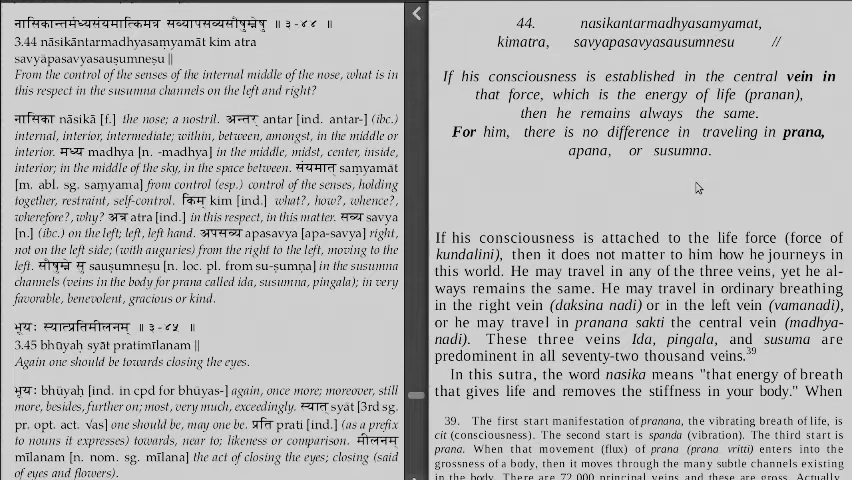 नासिकान्तर्मध्यसंयमात्किमत्र सव्यापसव्यसौषुम्नेषु ॥ ३-४४ ॥
3.44 nāsikāntarmadhyasaṃyamāt kim atra
savyāpasavyasauṣumneṣu ||
From the control of the senses of the internal middle of the nose, what is in
this respect in the susumna channels on the left and right?
नासिका nāsikā [f.] the nose; a nostril. अन्तर् antar [ind. antar-] (ibc.)
internal, interior, intermediate; within, between, amongst, in the middle or
interior. मध्य madhya [n. -madhya] in the middle, midst, center, inside,
interior; in the middle of the sky, in the space between. संयमात् saṃyamāt
[m. abl. sg. saṃyama] from control (esp.) control of the senses, holding
together, restraint, self-control. किम् kim [ind.] what?, how?, whence?,
wherefore?, why? अत्र atra [ind.] in this respect, in this matter. सव्य savya
[n.] (ibc.) on the left; left, left hand. अपसव्य apasavya [apa-savya] right,
not on the left side; (with auguries) from the right to the left, moving to the
left. सौषुम्ने सु sauṣumneṣu [n. loc. pl. from su-ṣumṇa] in the susumna
channels (veins in the body for prana called ida, susumna, pingala); in very
favorable, benevolent, gracious or kind.
भूयः स्यात्प्रतिमीलनम् ॥ ३-४५ ॥
3.45 bhūyaḥ syāt pratimīlanam ||
Again one should be towards closing the eyes.
भूयः bhūyaḥ [ind. in cpd for bhūyas-] again, once more; moreover, still
more, besides, further on; most, very much, exceedingly. स्यात् syāt [3rd sg.
pr. opt. act. √as] one should be, may one be. प्रति prati [ind.] (as a prefix
to nouns it expresses) towards, near to; likeness or comparison. मीलनम्
mīlanam [n. nom. sg. mīlana] the act of closing the eyes; closing (said
of eyes and flowers).
44. nasikantarmadhyasamyamat,
kimatra, savyapasavyasausumnesu //
If his consciousness is established in the central vein in
that force, which is the energy of life (pranan),
then he remains always the same.
For him, there is no difference in traveling in prana,
apana, or susumna.
If his consciousness is attached to the life force (force of
kundalini), then it does not matter to him how he journeys in
this world. He may travel in any of the three veins, yet he al-
ways remains the same. He may travel in ordinary breathing
in the right vein (daksina nadi) or in the left vein (vamanadi),
or he may travel in pranana sakti the central vein (madhya-
nadi). These three veins Ida, pingala, and susuma are
predominent in all seventy-two thousand veins.39
In this sutra, the word nasika means "that energy of breath
that gives life and removes the stiffness in your body." When
39. The first start manifestation of pranana, the vibrating breath of life, is
cit (consciousness). The second start is spanda (vibration). The third start is
prana. When that movement (flux) of prana (prana vritti) enters into the
grossness of a body, then it moves through the many subtle channels existing
in the body. There are 72,000 principal veins, and these are gross. Actually,